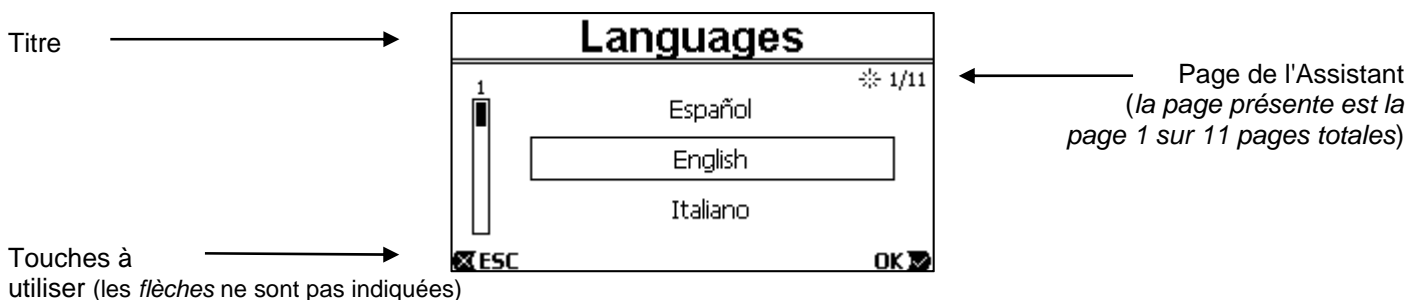 Titre
Languages
1
1/11
Español
English
Italiano
ESC
OK
Page de l'Assistant
(la page présente est la
page 1 sur 11 pages totales)
Touches à
utiliser (les flèches ne sont pas indiquées)